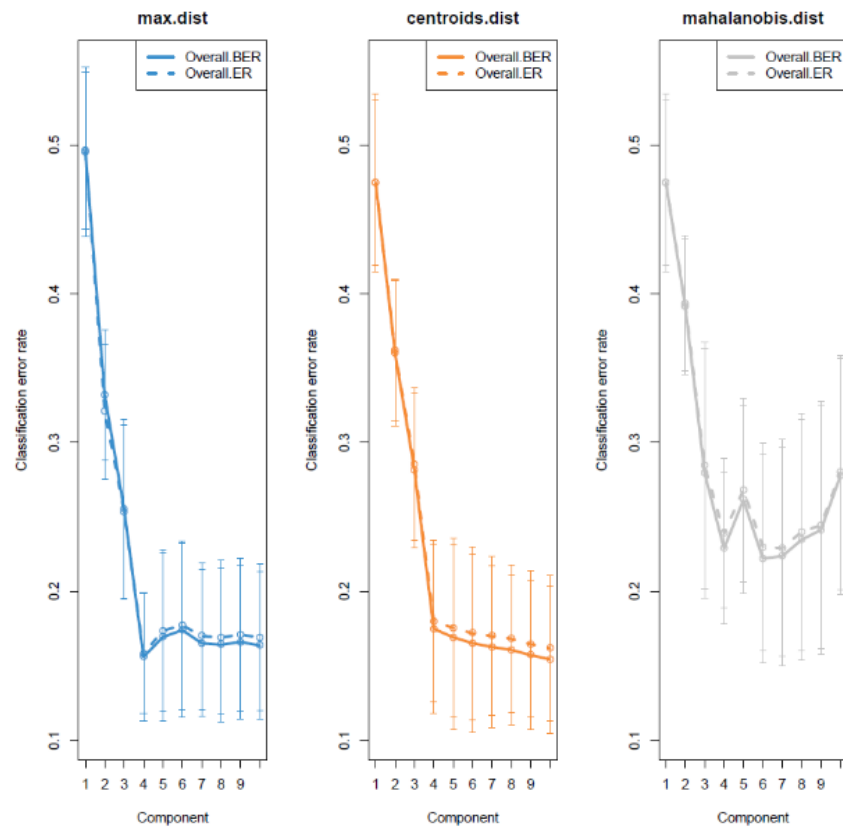 max.dist
Overall.BER
Overall.ER
Classification error rate
0.5
0.4
0.3
0.2
0.1
1 2 3 4 5 6 7 8 9
Component
centroids.dist
Overall.BER
Overall.ER
Classification error rate
0.5
0.4
0.3
0.2
0.1
1 2 3 4 5 6 7 8 9
Component
mahalanobis.dist
Overall.BER
Overall.ER
Classification error rate
0.5
0.4
0.3
0.2
0.1
1 2 3 4 5 6 7 8 9
Component